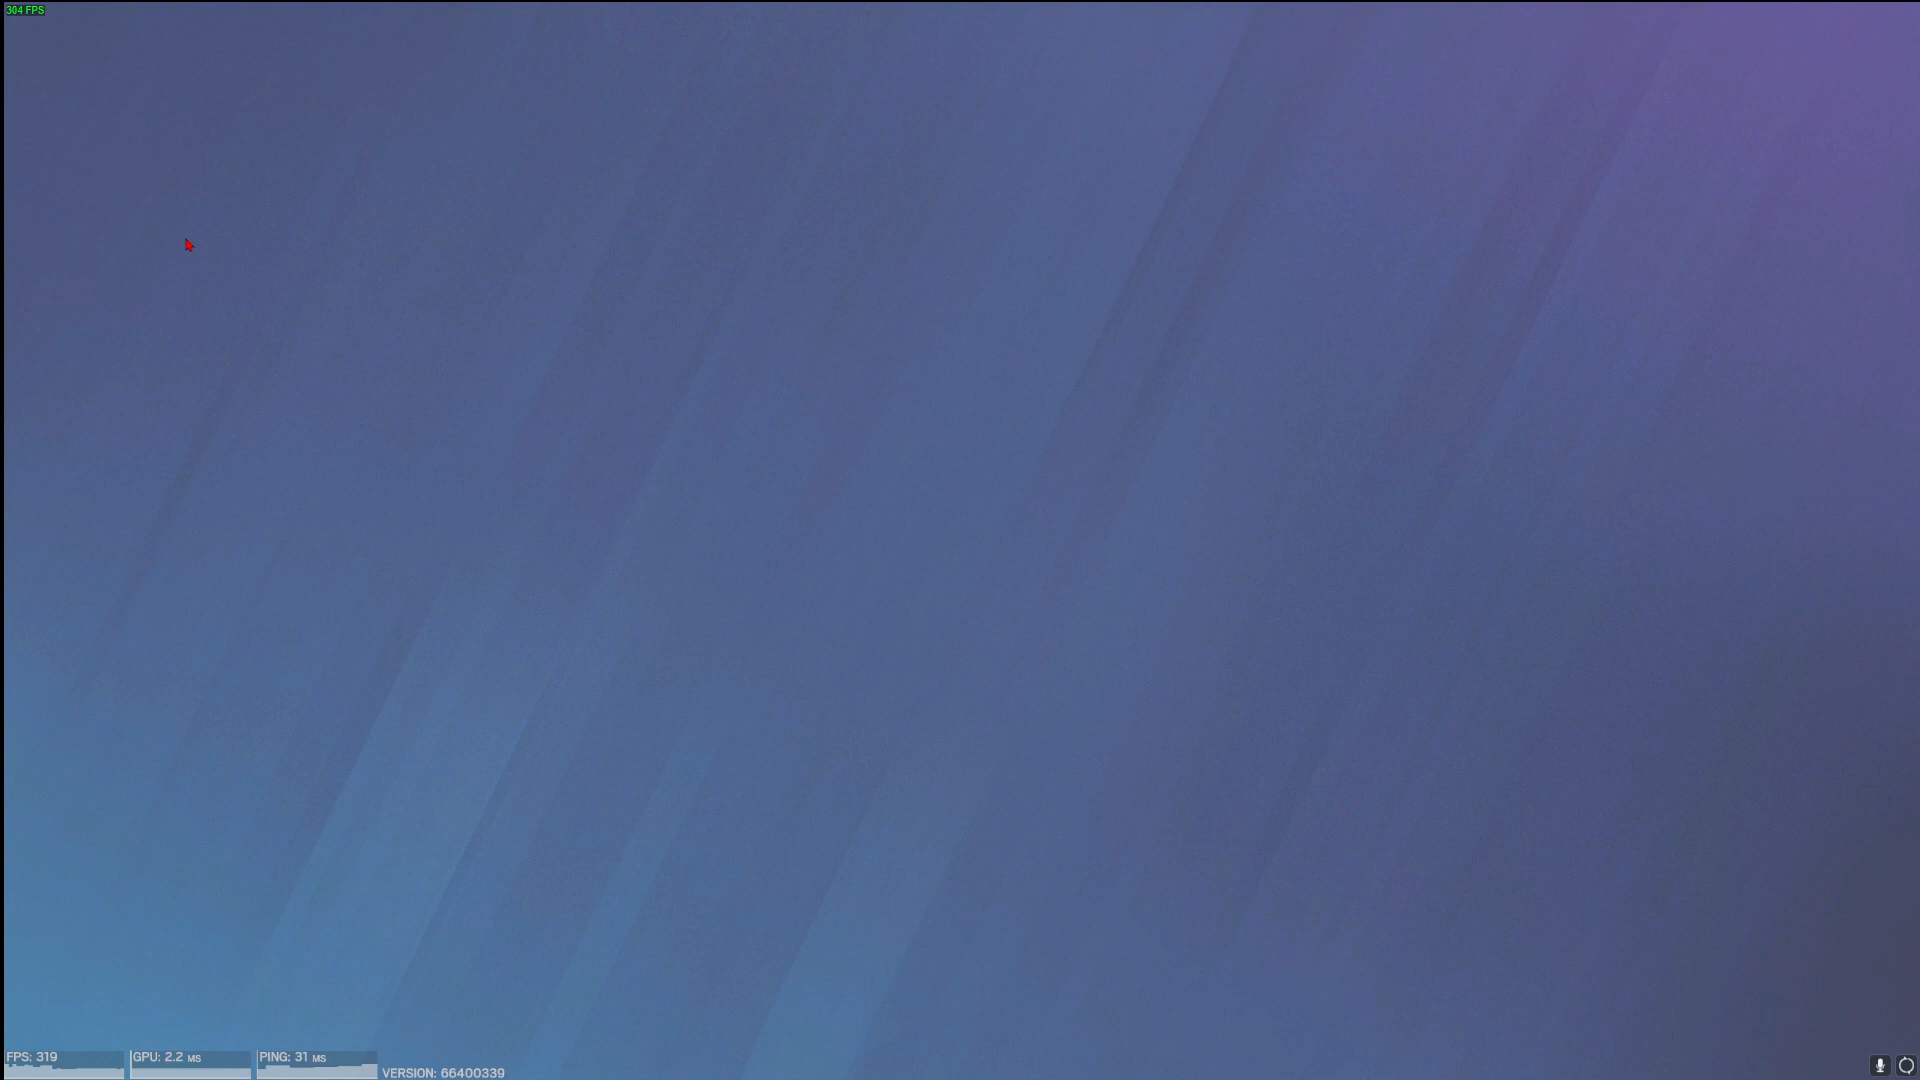 304 FPS
FPS: 319
GPU: 2.2 MS
PING: 31 MS
VERSION: 66400339